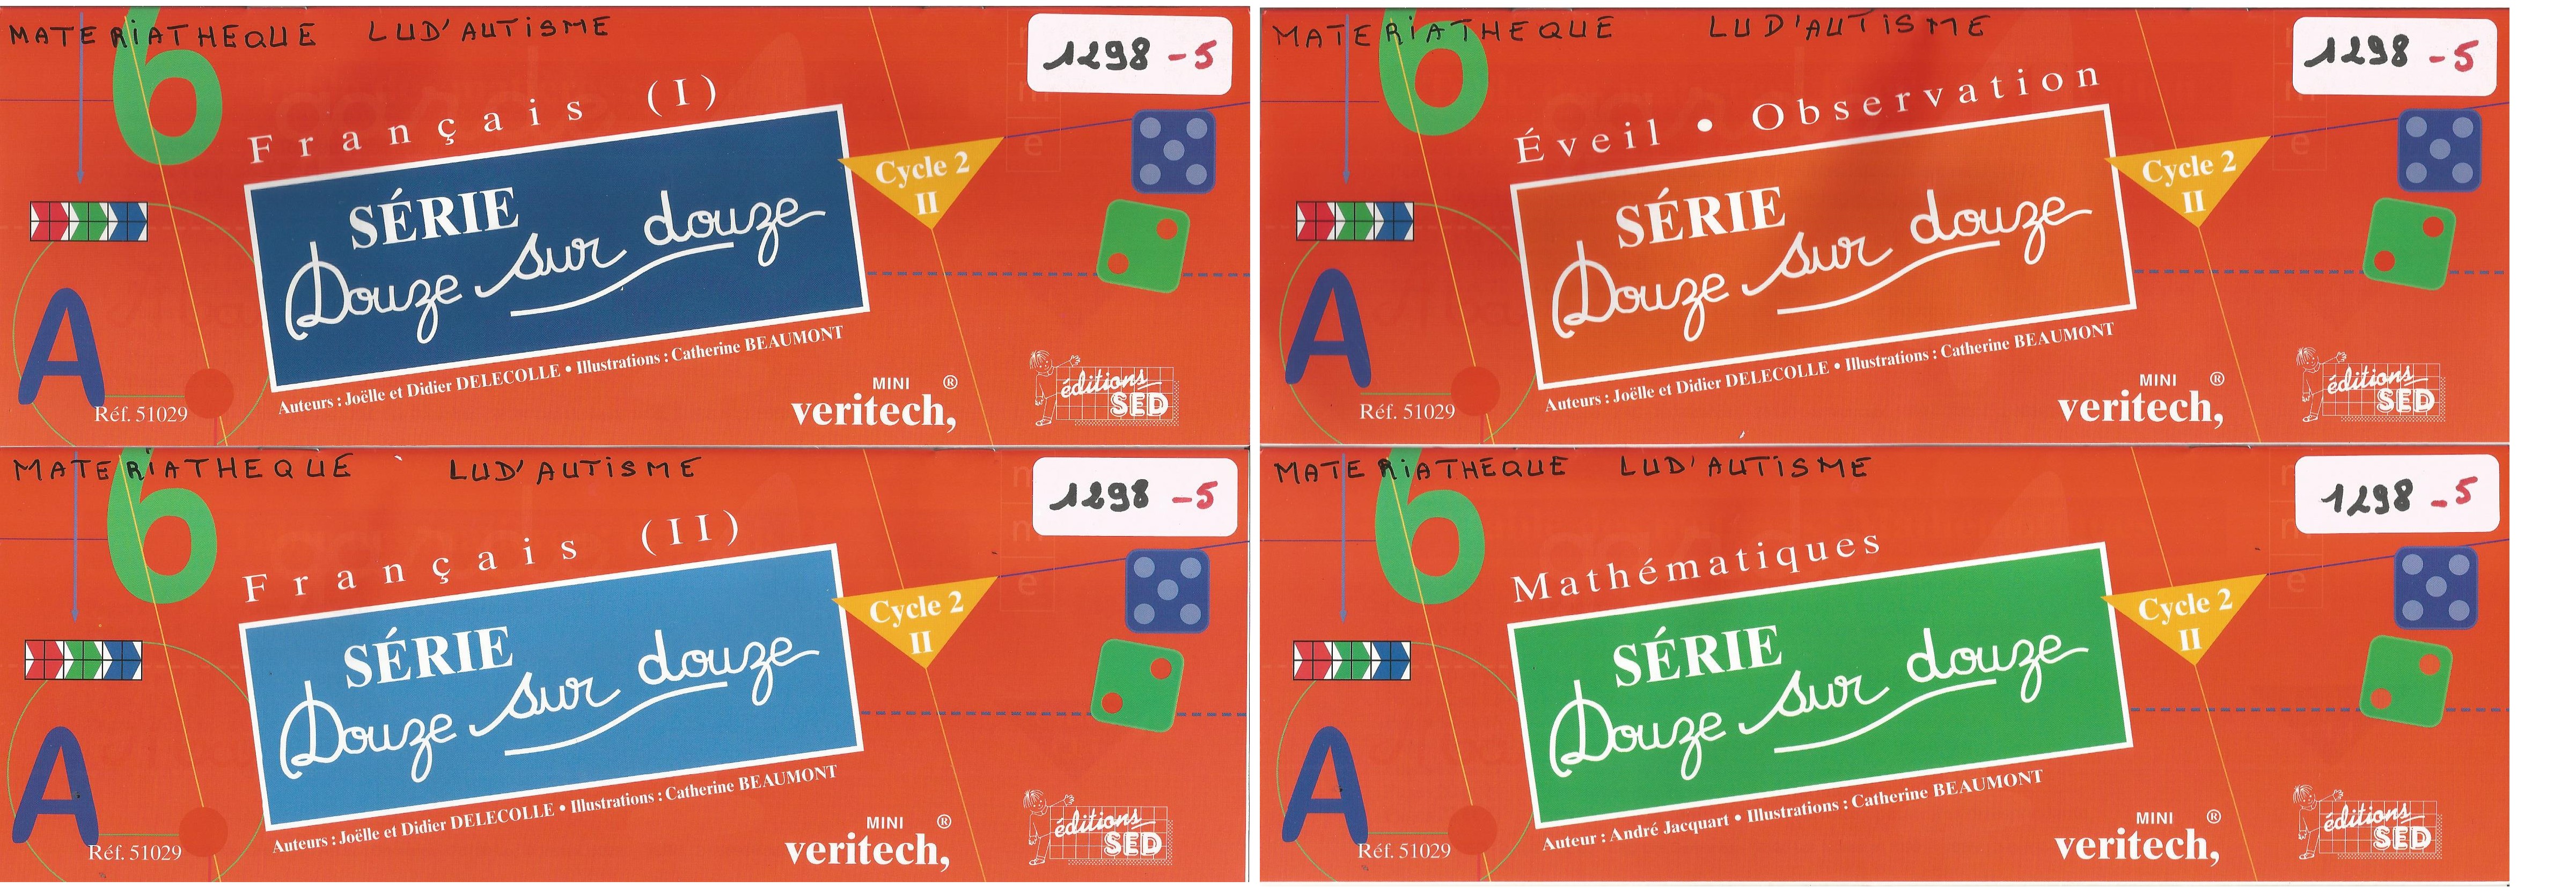 MATERIATHEQUE LUD'AUTISME
1298 -5
6
Français (I)
SÉRIE
Douze sur douze
Cycle 2
II
A
Auteurs : Joëlle et Didier DELECOLLE • Illustrations : Catherine BEAUMONT
Réf. 51029
MINI ®
veritech,
éditions
SED
MATERIATHEQUE LUD'AUTISME
1298 -5
6
Éveil • Observation
SÉRIE
Douze sur douze
Cycle 2
II
A
Auteurs : Joëlle et Didier DELECOLLE • Illustrations : Catherine BEAUMONT
Réf. 51029
MINI ®
veritech,
éditions
SED
MATERIATHEQUE LUD'AUTISME
1298 -5
6
Français (II)
SÉRIE
Douze sur douze
Cycle 2
II
A
Auteurs : Joëlle et Didier DELECOLLE • Illustrations : Catherine BEAUMONT
Réf. 51029
MINI ®
veritech,
éditions
SED
MATERIATHEQUE LUD'AUTISME
1298 -5
6
Mathématiques
SÉRIE
Douze sur douze
Cycle 2
II
A
Auteur : André Jacquart • Illustrations : Catherine BEAUMONT
Réf. 51029
MINI ®
veritech,
éditions
SED